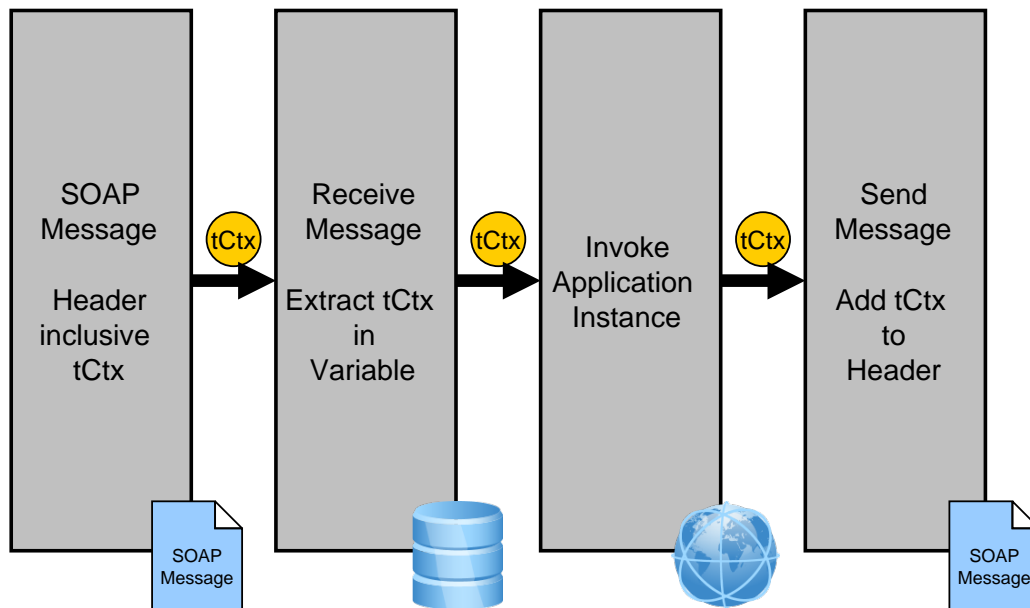 SOAP
Message
Header
inclusive
tCtx
SOAP
Message
tCtx
Receive
Message
Extract tCtx
in
Variable
tCtx
Invoke
Application
Instance
tCtx
Send
Message
Add tCtx
to
Header
SOAP
Message